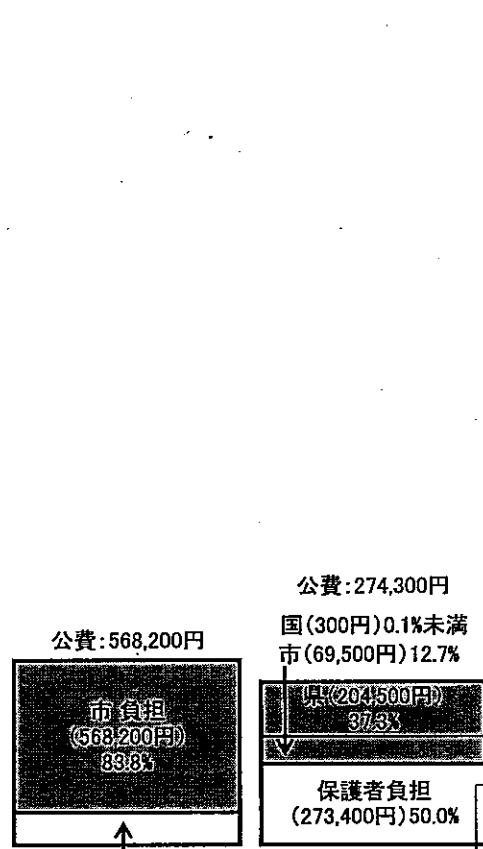 公費:568,200円
市 負担
(568,200円)
83.8%
公費:274,300円
国(300円)0.1%未満
市(69,500円)12.7%
県(204,500円)
37.3%
保護者負担
(273,400円)50.0%